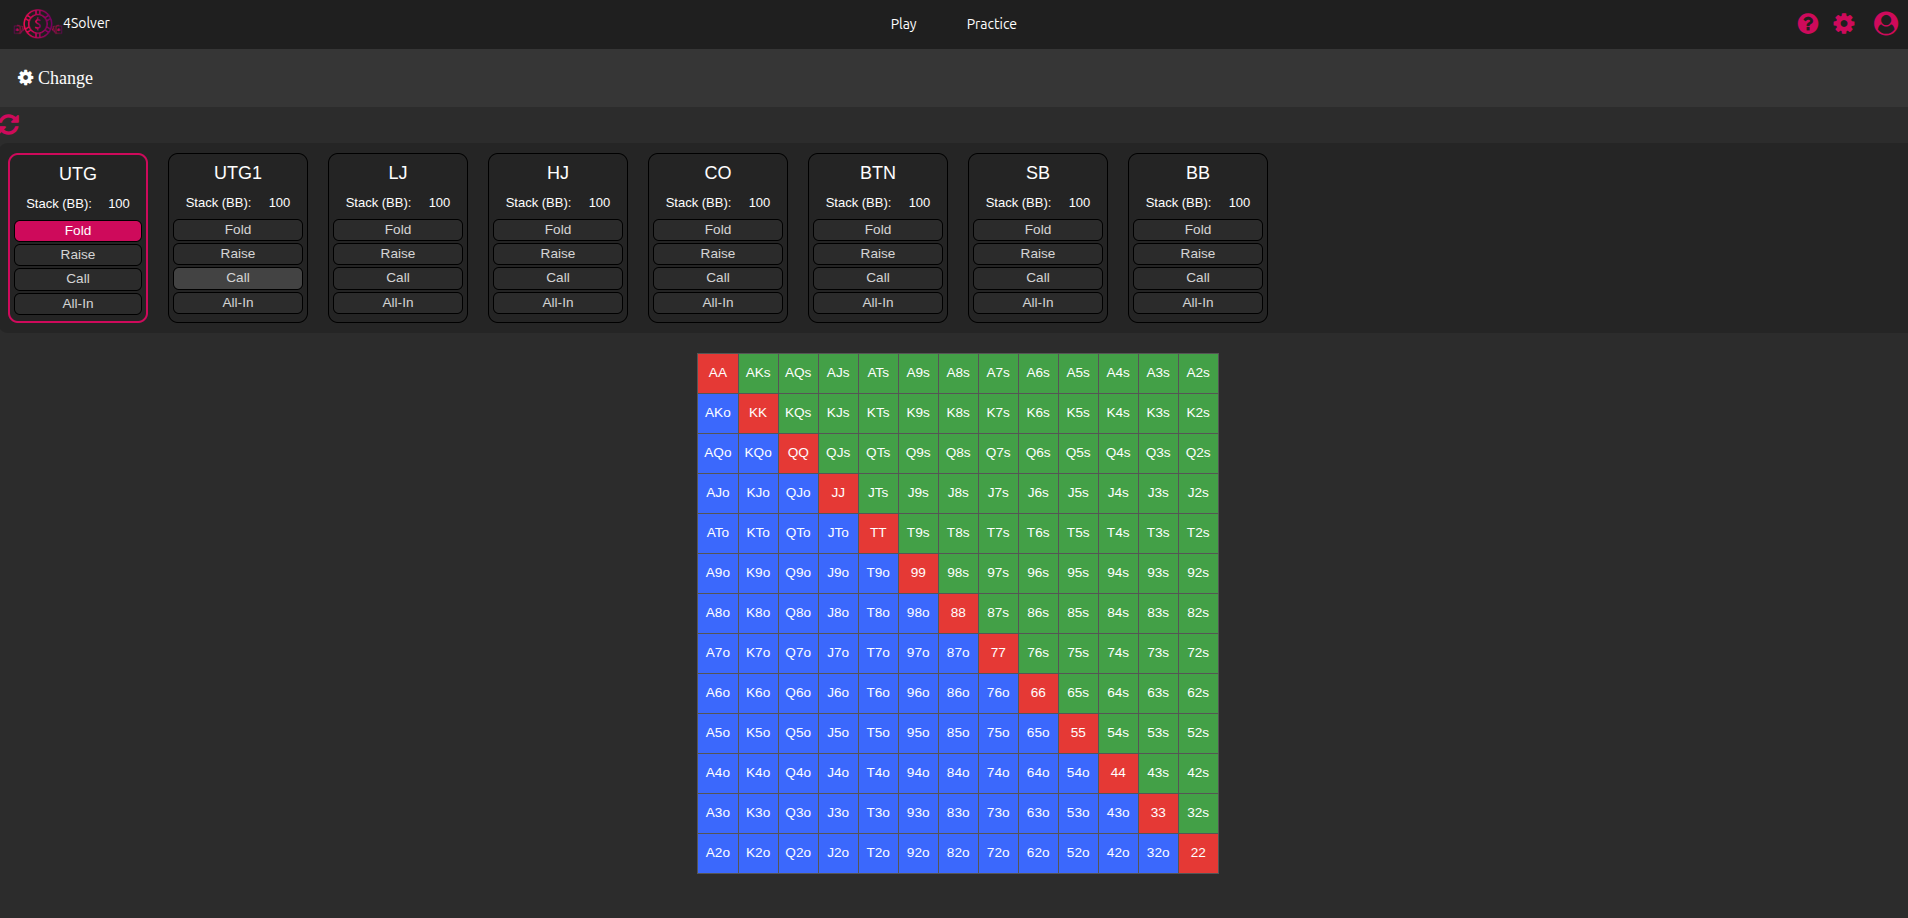 4Solver Play Practice
Change
UTG UTG1 LJ HJ CO BTN SB BB
Stack (BB): 100 Stack (BB): 100 Stack (BB): 100 Stack (BB): 100 Stack (BB): 100 Stack (BB): 100 Stack (BB): 100 Stack (BB): 100
Fold Fold Fold Fold Fold Fold Fold Fold
Raise Raise Raise Raise Raise Raise Raise Raise
Call Call Call Call Call Call Call Call
All-In All-In All-In All-In All-In All-In All-In All-In
AA AKs AQs AJs ATs A9s A8s A7s A6s A5s A4s A3s A2s
AKo KK KQs KJs KTs K9s K8s K7s K6s K5s K4s K3s K2s
AQo KQo QQ QJs QTs Q9s Q8s Q7s Q6s Q5s Q4s Q3s Q2s
AJo KJo QJo JJ JTs J9s J8s J7s J6s J5s J4s J3s J2s
ATo KTo QTo JTo TT T9s T8s T7s T6s T5s T4s T3s T2s
A9o K9o Q9o J9o T9o 99 98s 97s 96s 95s 94s 93s 92s
A8o K8o Q8o J8o T8o 98o 88 87s 86s 85s 84s 83s 82s
A7o K7o Q7o J7o T7o 97o 87o 77 76s 75s 74s 73s 72s
A6o K6o Q6o J6o T6o 96o 86o 76o 66 65s 64s 63s 62s
A5o K5o Q5o J5o T5o 95o 85o 75o 65o 55 54s 53s 52s
A4o K4o Q4o J4o T4o 94o 84o 74o 64o 54o 44 43s 42s
A3o K3o Q3o J3o T3o 93o 83o 73o 63o 53o 43o 33 32s
A2o K2o Q2o J2o T2o 92o 82o 72o 62o 52o 42o 32o 22